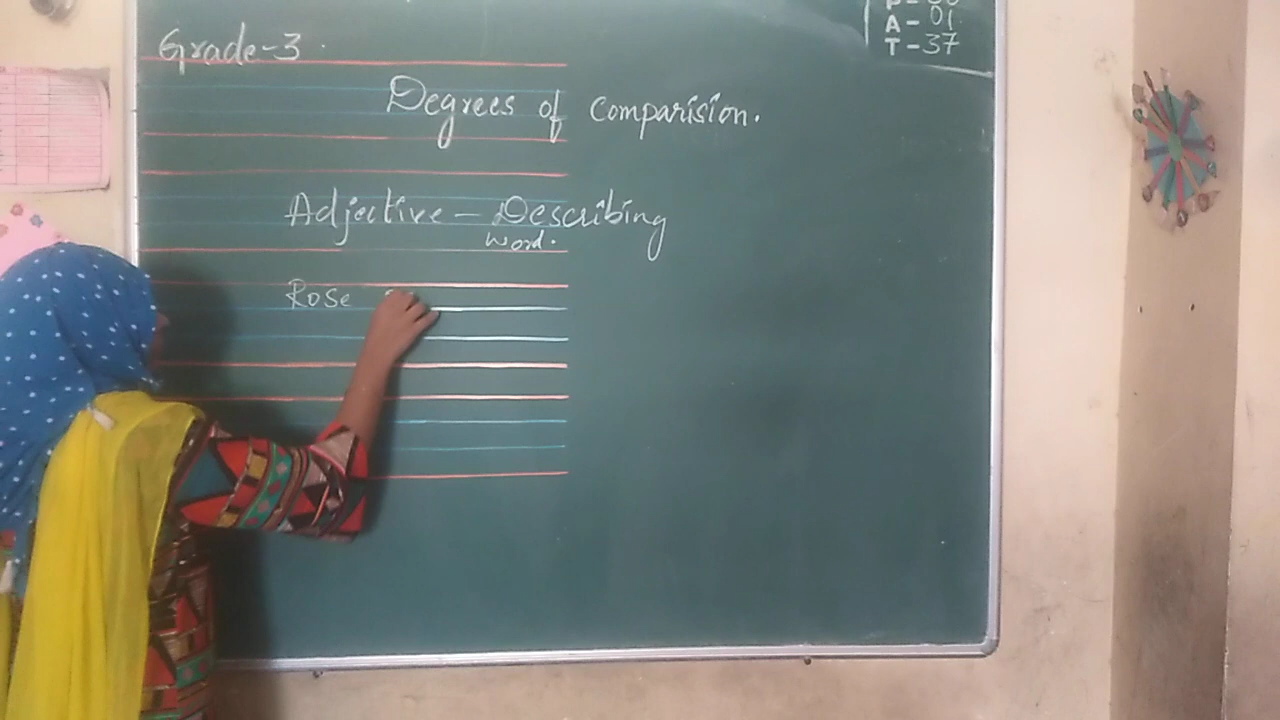 A - 01
T - 37
Grade-3.
Degrees of comparision.
Adjective - Describing
word.
Rose